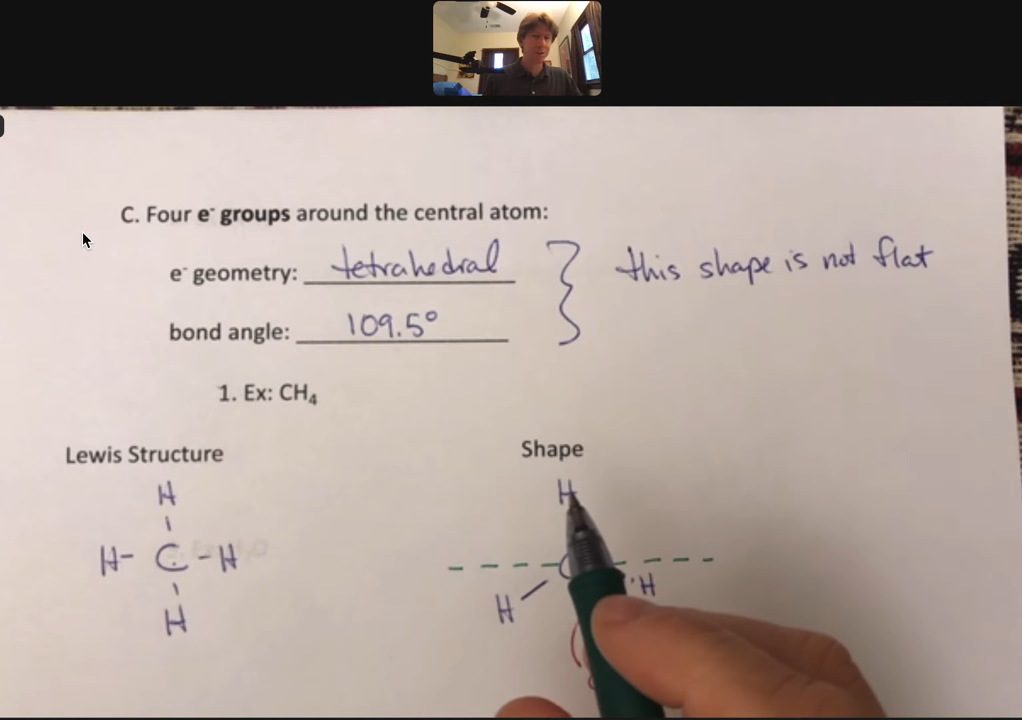 C. Four e⁻ groups around the central atom:
e⁻ geometry: tetrahedral
this shape is not flat
bond angle: 109.5°
1. Ex: CH₄
Lewis Structure
Shape
H
H
H- C -H
H
H
H
H